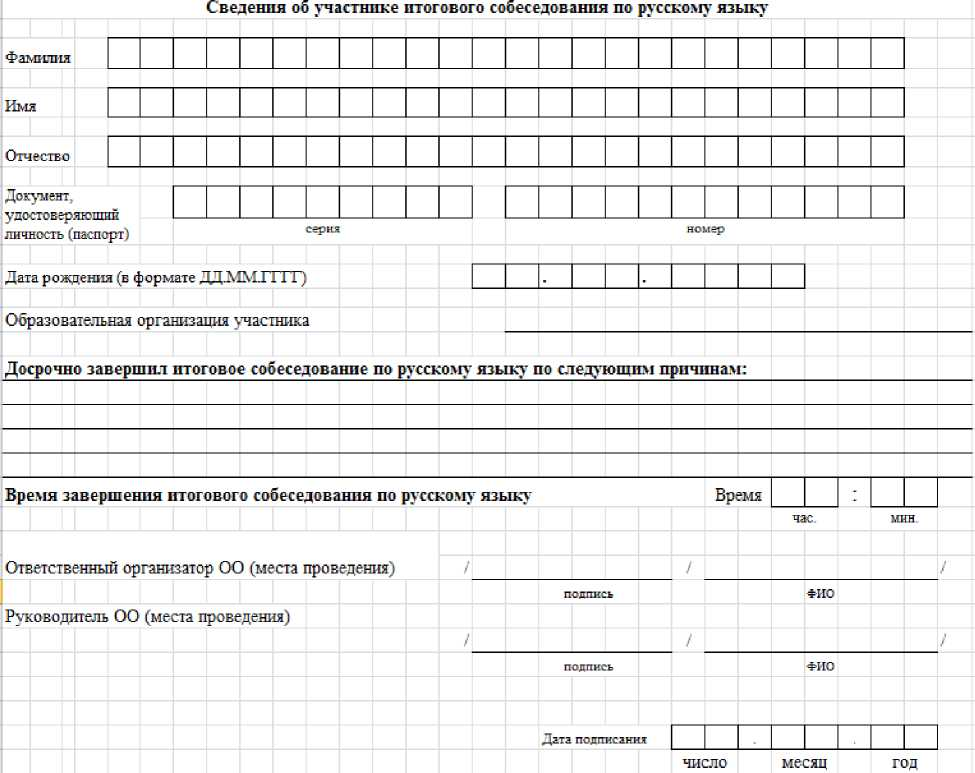 Сведения об участнике итогового собеседования по русскому языку
Фамилия
Имя
Отчество
Документ,
удостоверяющий
личность (паспорт)
серия номер
Дата рождения (в формате ДД.ММ.ГГГГ) . .
Образовательная организация участника
Досрочно завершил итоговое собеседование по русскому языку по следующим причинам:
Время завершения итогового собеседования по русскому языку Время :
час. мин.
Ответственный организатор ОО (места проведения) / / /
подпись ФИО
Руководитель ОО (места проведения)
/ / /
подпись ФИО
Дата подписания . .
число месяц год